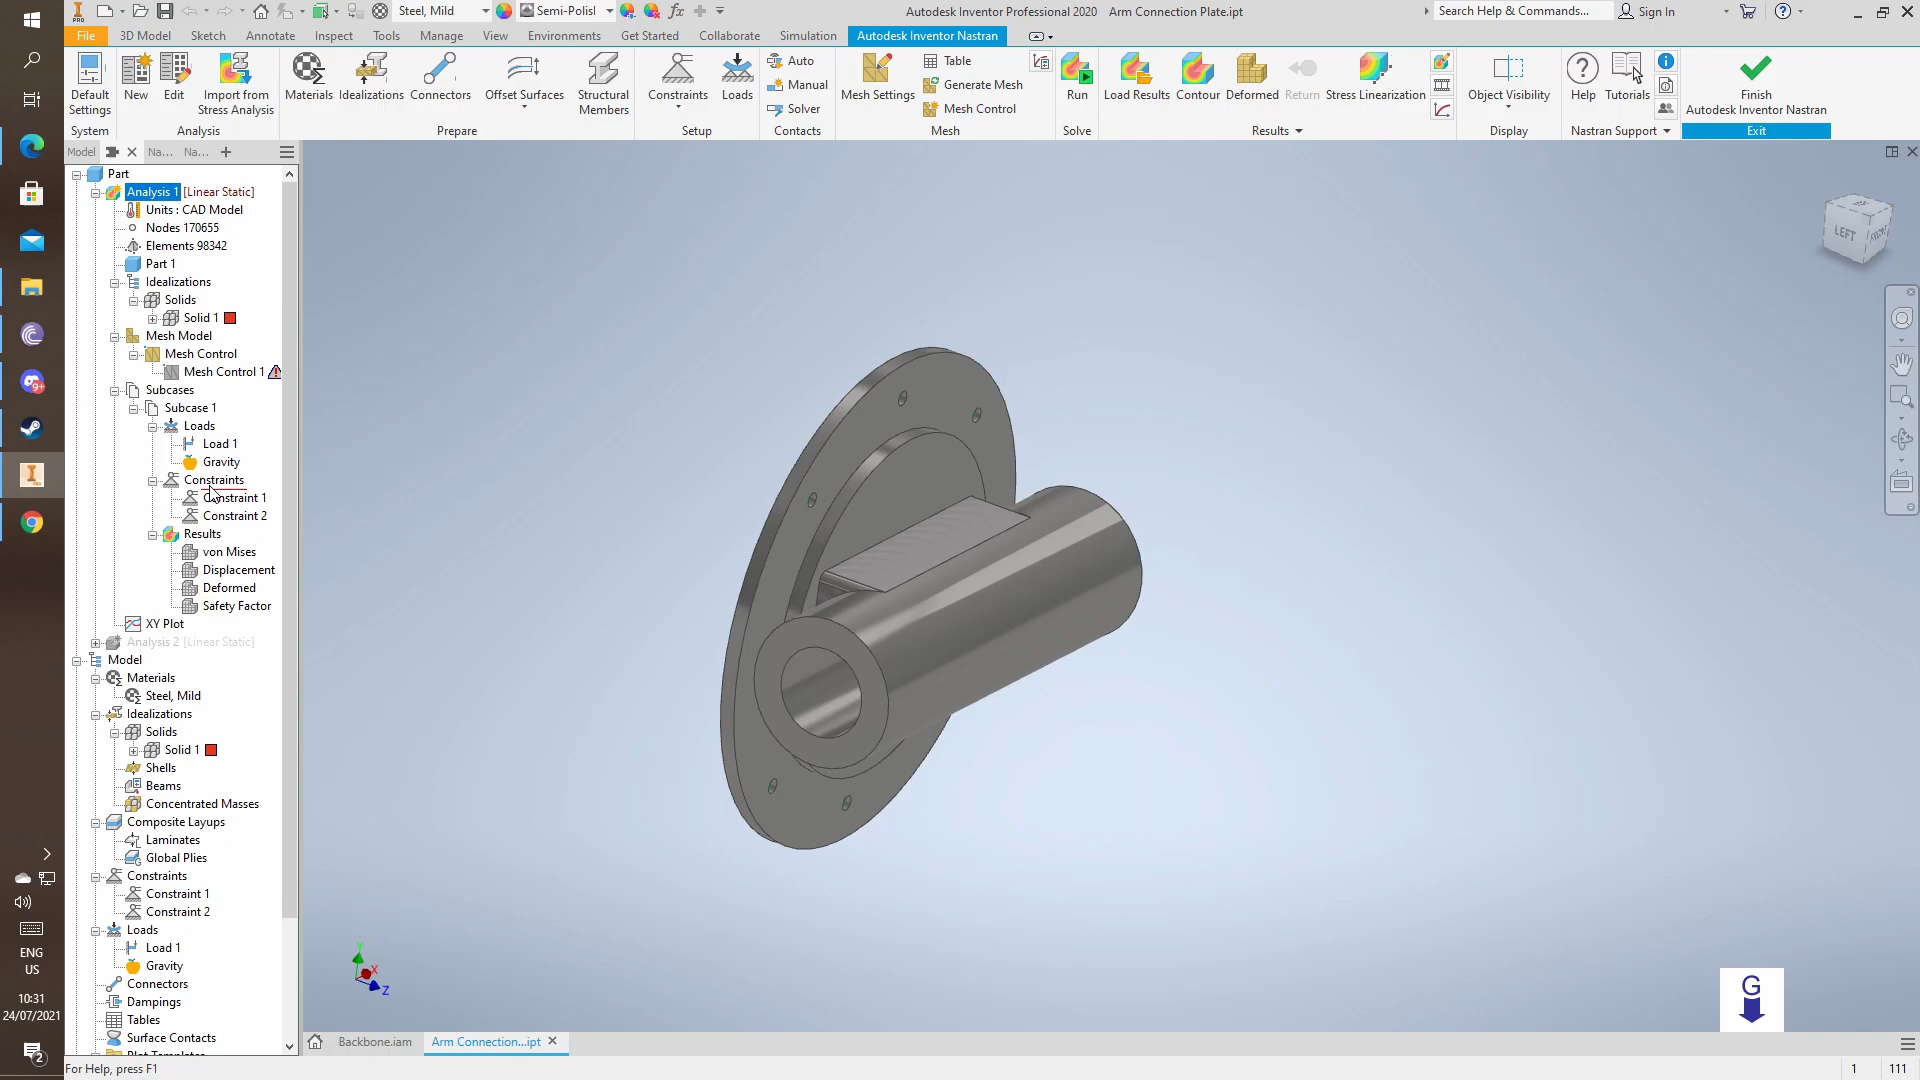 Steel, Mild
Semi-Polisl
Autodesk Inventor Professional 2020 Arm Connection Plate.ipt
Search Help & Commands...
Sign In
PRO
File
3D Model
Sketch
Annotate
Inspect
Tools
Manage
View
Environments
Get Started
Collaborate
Simulation
Autodesk Inventor Nastran
Default Settings
New
Edit
Import from Stress Analysis
Materials
Idealizations
Connectors
Offset Surfaces
Structural Members
Constraints
Loads
Auto
Manual
Solver
Mesh Settings
Table
Generate Mesh
Mesh Control
Run
Load Results
Contour
Deformed
Return
Stress Linearization
Object Visibility
Help
Tutorials
Finish Autodesk Inventor Nastran
System
Analysis
Prepare
Setup
Contacts
Mesh
Solve
Results
Display
Nastran Support
Exit
Model
Na...
Na...
Part
Analysis 1 [Linear Static]
Units : CAD Model
Nodes 170655
Elements 98342
Part 1
Idealizations
Solids
Solid 1
Mesh Model
Mesh Control
Mesh Control 1
Subcases
Subcase 1
Loads
Load 1
Gravity
Constraints
Constraint 1
Constraint 2
Results
von Mises
Displacement
Deformed
Safety Factor
XY Plot
Analysis 2 [Linear Static]
Model
Materials
Steel, Mild
Idealizations
Solids
Solid 1
Shells
Beams
Concentrated Masses
Composite Layups
Laminates
Global Plies
Constraints
Constraint 1
Constraint 2
Loads
Load 1
Gravity
Connectors
Dampings
Tables
Surface Contacts
LEFT
FRONT
Y
X
Z
G
ENG
US
10:31
24/07/2021
2
Backbone.iam
Arm Connection...ipt
For Help, press F1
1
111